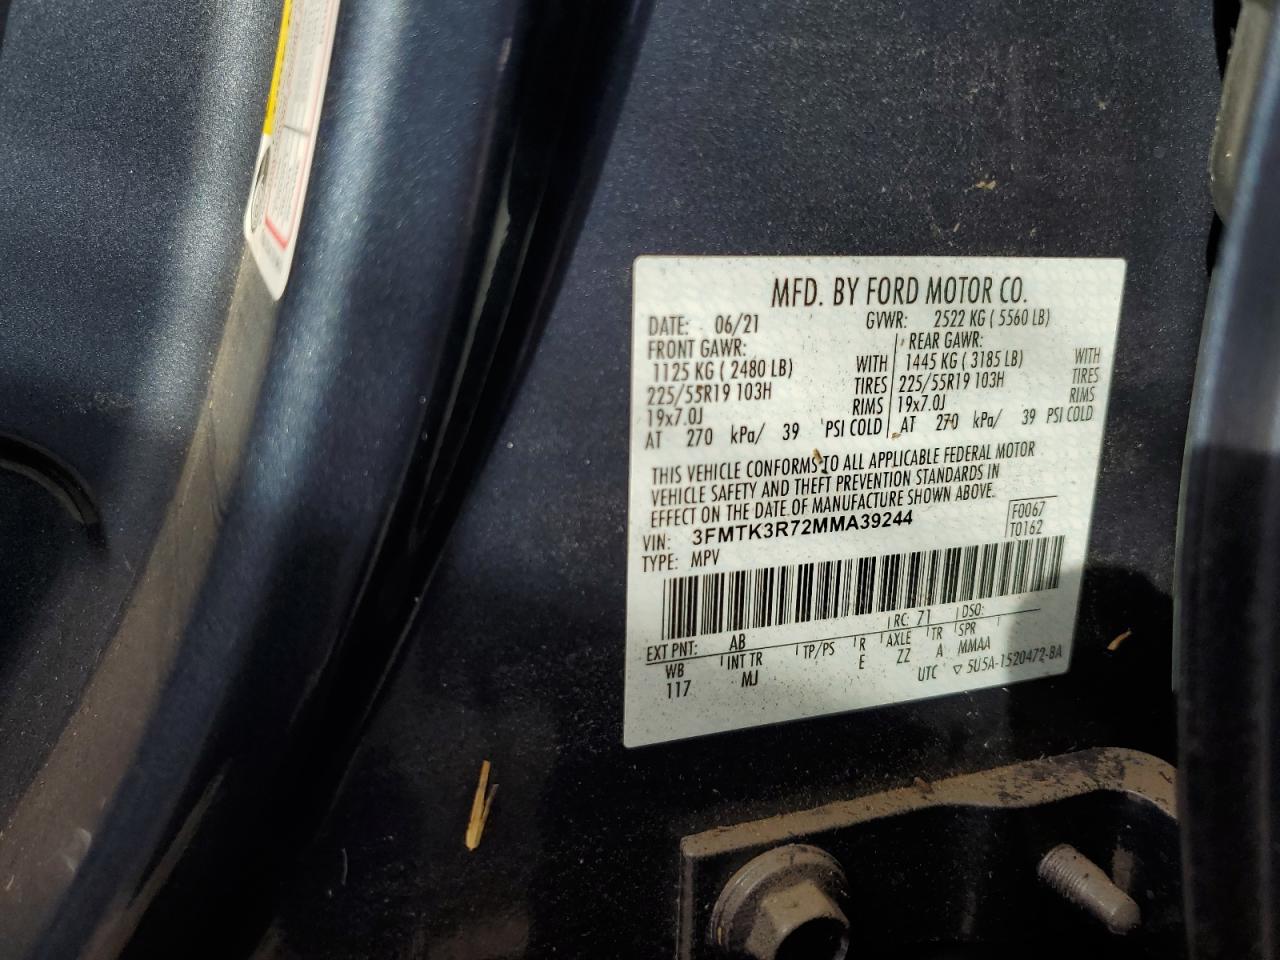 MFD. BY FORD MOTOR CO.
DATE: 06/21 GVWR: 2522 KG ( 5560 LB)
FRONT GAWR: REAR GAWR:
1125 KG ( 2480 LB) WITH 1445 KG ( 3185 LB) WITH
225/55R19 103H TIRES 225/55R19 103H TIRES
19x7.0J RIMS 19x7.0J RIMS
AT 270 kPa/ 39 PSI COLD AT 270 kPa/ 39 PSI COLD
THIS VEHICLE CONFORMS TO ALL APPLICABLE FEDERAL MOTOR
VEHICLE SAFETY AND THEFT PREVENTION STANDARDS IN
EFFECT ON THE DATE OF MANUFACTURE SHOWN ABOVE.
VIN: 3FMTK3R72MMA39244 F0067
TYPE: MPV T0162
EXT PNT: AB RC: 71 DSO:
WB INT TR TP/PS R AXLE TR SPR
117 MJ E ZZ A MMAA
UTC ▽ 5U5A-1520472-BA